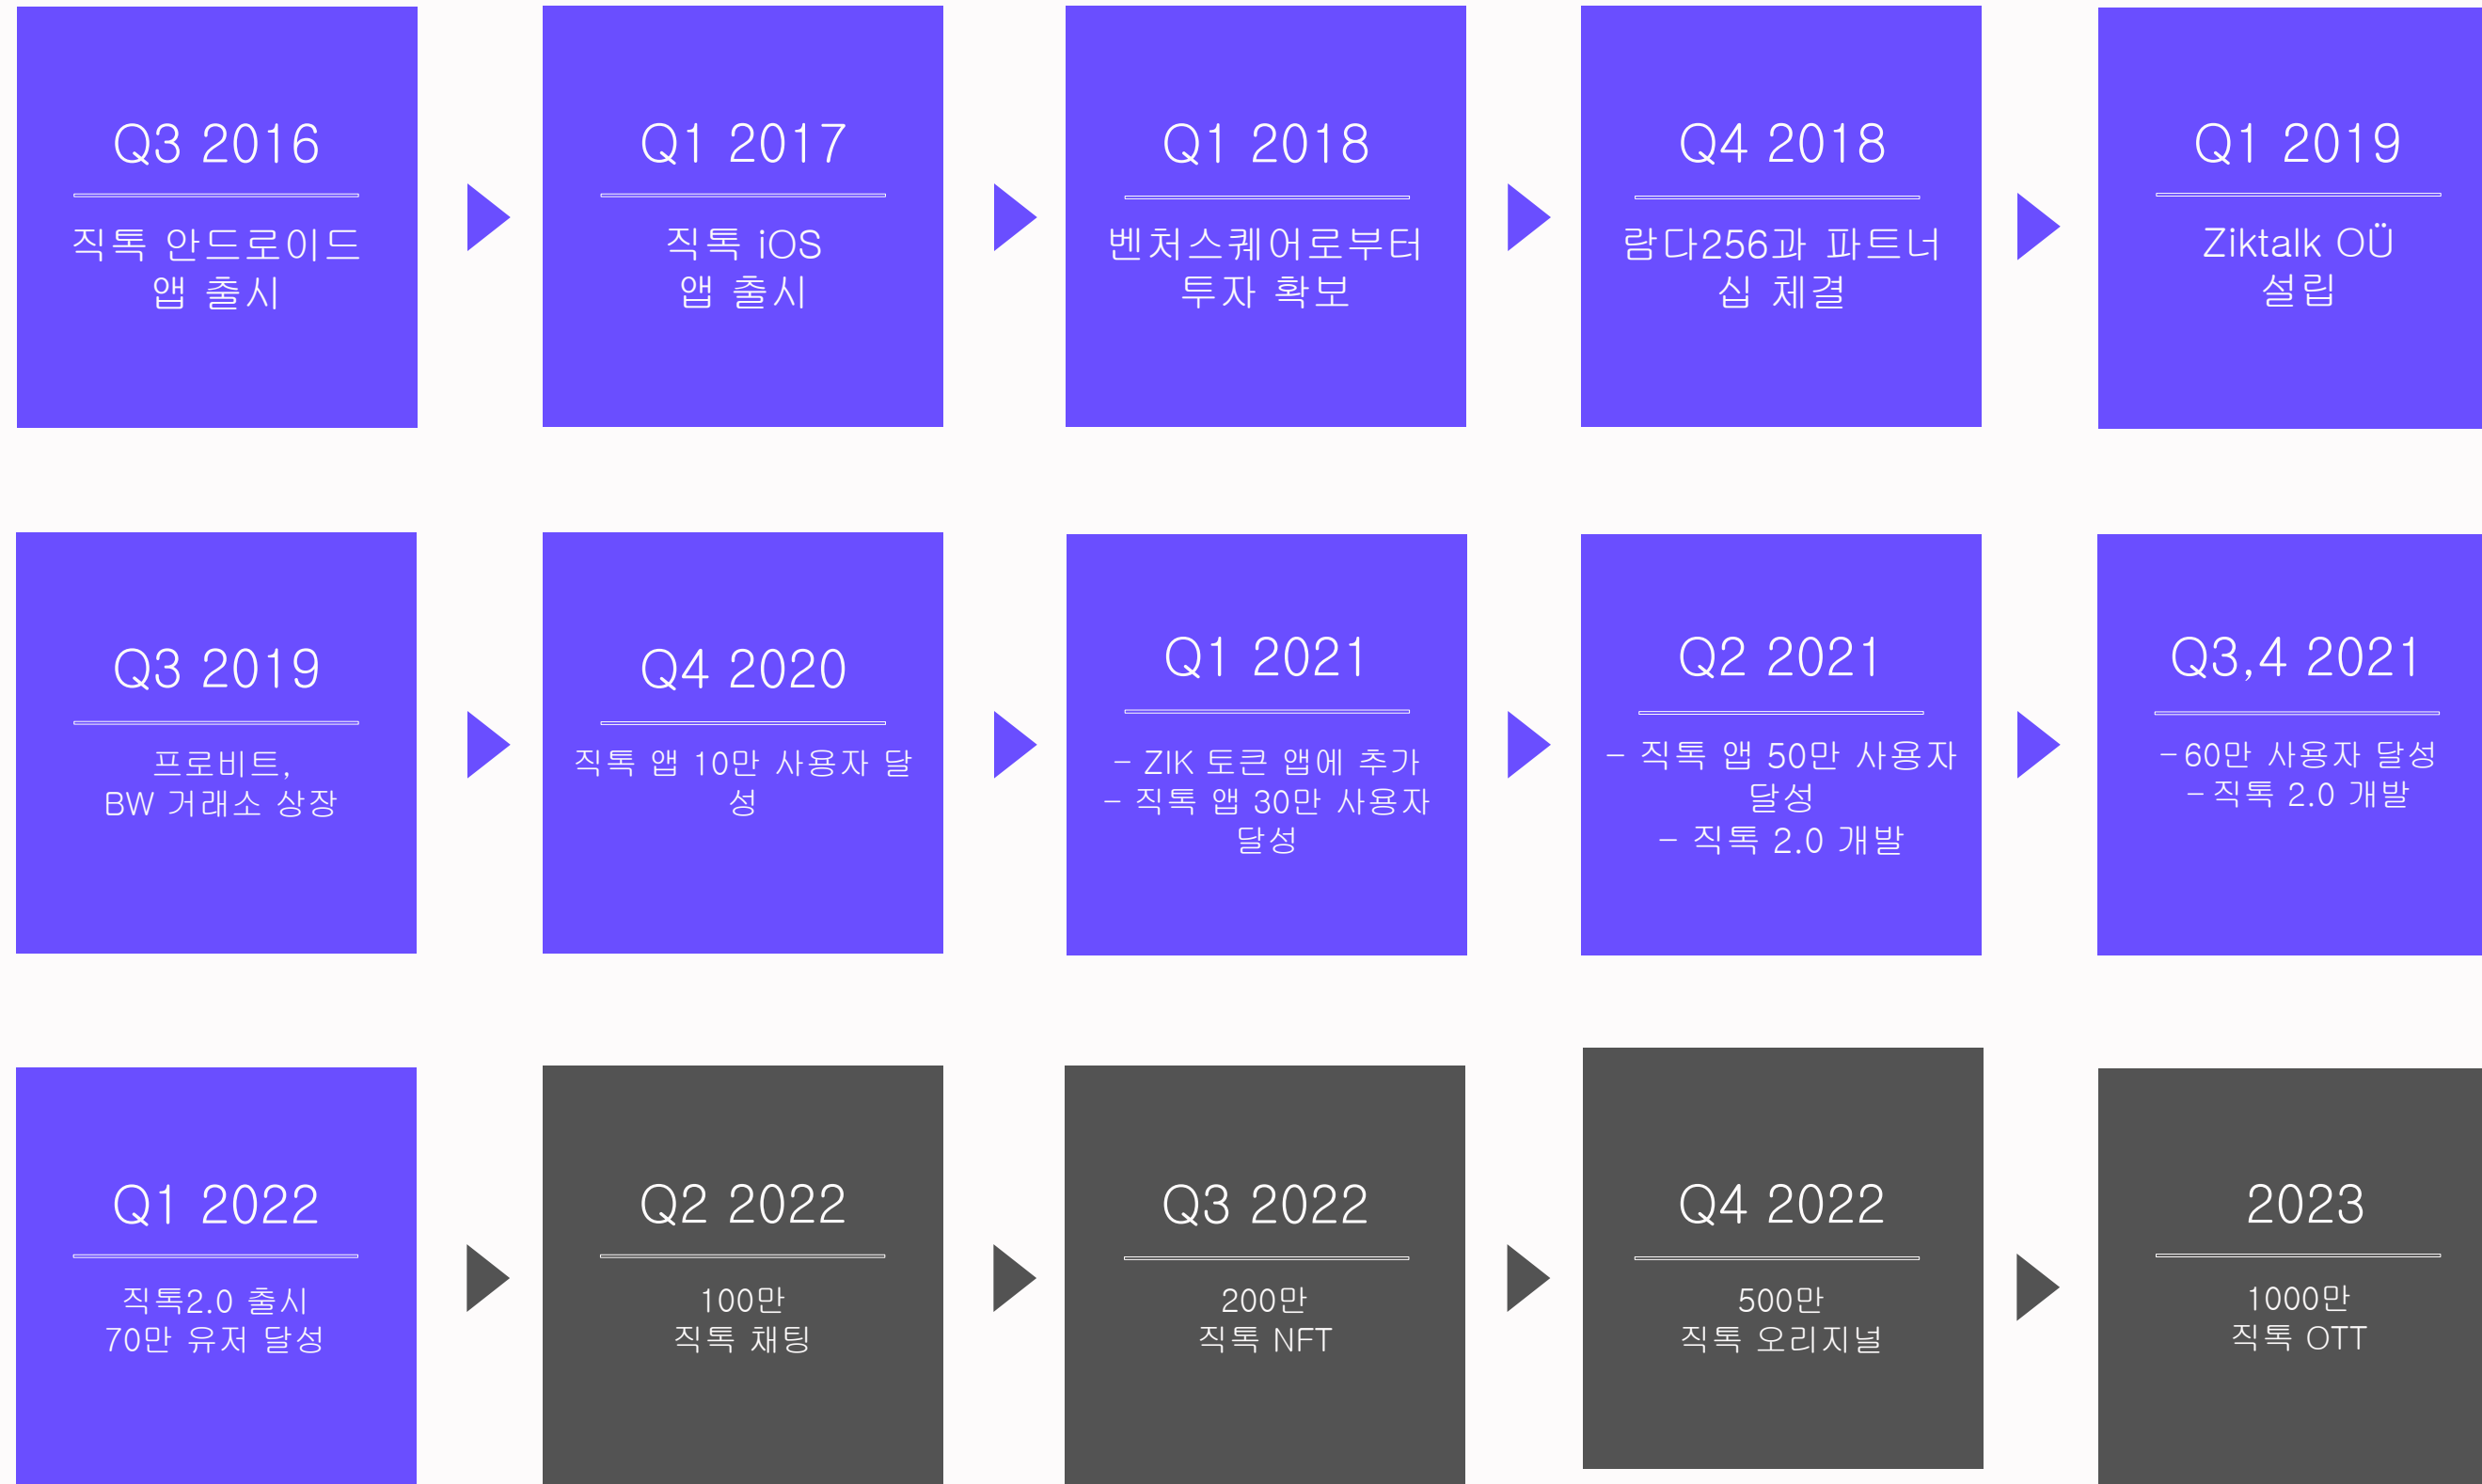 Q3 2016
직톡 안드로이드
앱 출시
Q1 2017
직톡 iOS
앱 출시
Q1 2018
벤처스퀘어로부터
투자 확보
Q4 2018
람다256과 파트너
십 체결
Q1 2019
Ziktalk OÜ
설립
Q3 2019
프로비트,
BW 거래소 상장
Q4 2020
직톡 앱 10만 사용자 달
성
Q1 2021
- ZIK 토큰 앱에 추가
- 직톡 앱 30만 사용자
달성
Q2 2021
- 직톡 앱 50만 사용자
달성
- 직톡 2.0 개발
Q3,4 2021
- 60만 사용자 달성
- 직톡 2.0 개발
Q1 2022
직톡2.0 출시
70만 유저 달성
Q2 2022
100만
직톡 채팅
Q3 2022
200만
직톡 NFT
Q4 2022
500만
직톡 오리지널
2023
1000만
직톡 OTT